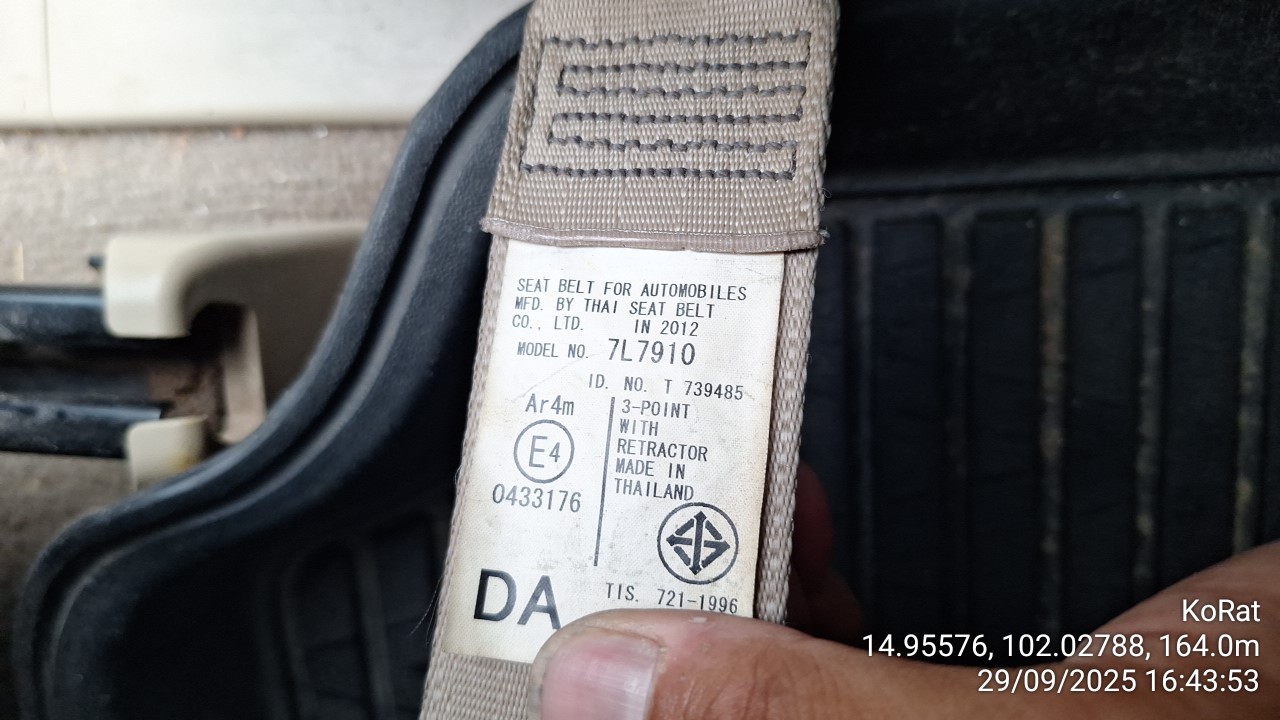 SEAT BELT FOR AUTOMOBILES
MFD. BY THAI SEAT BELT
CO., LTD. IN 2012
MODEL NO. 7L7910
ID. NO. T 739485
Ar4m
E4
0433176
3-POINT
WITH
RETRACTOR
MADE IN
THAILAND
DA
TIS. 721-1996
KoRat
14.95576, 102.02788, 164.0m
29/09/2025 16:43:53